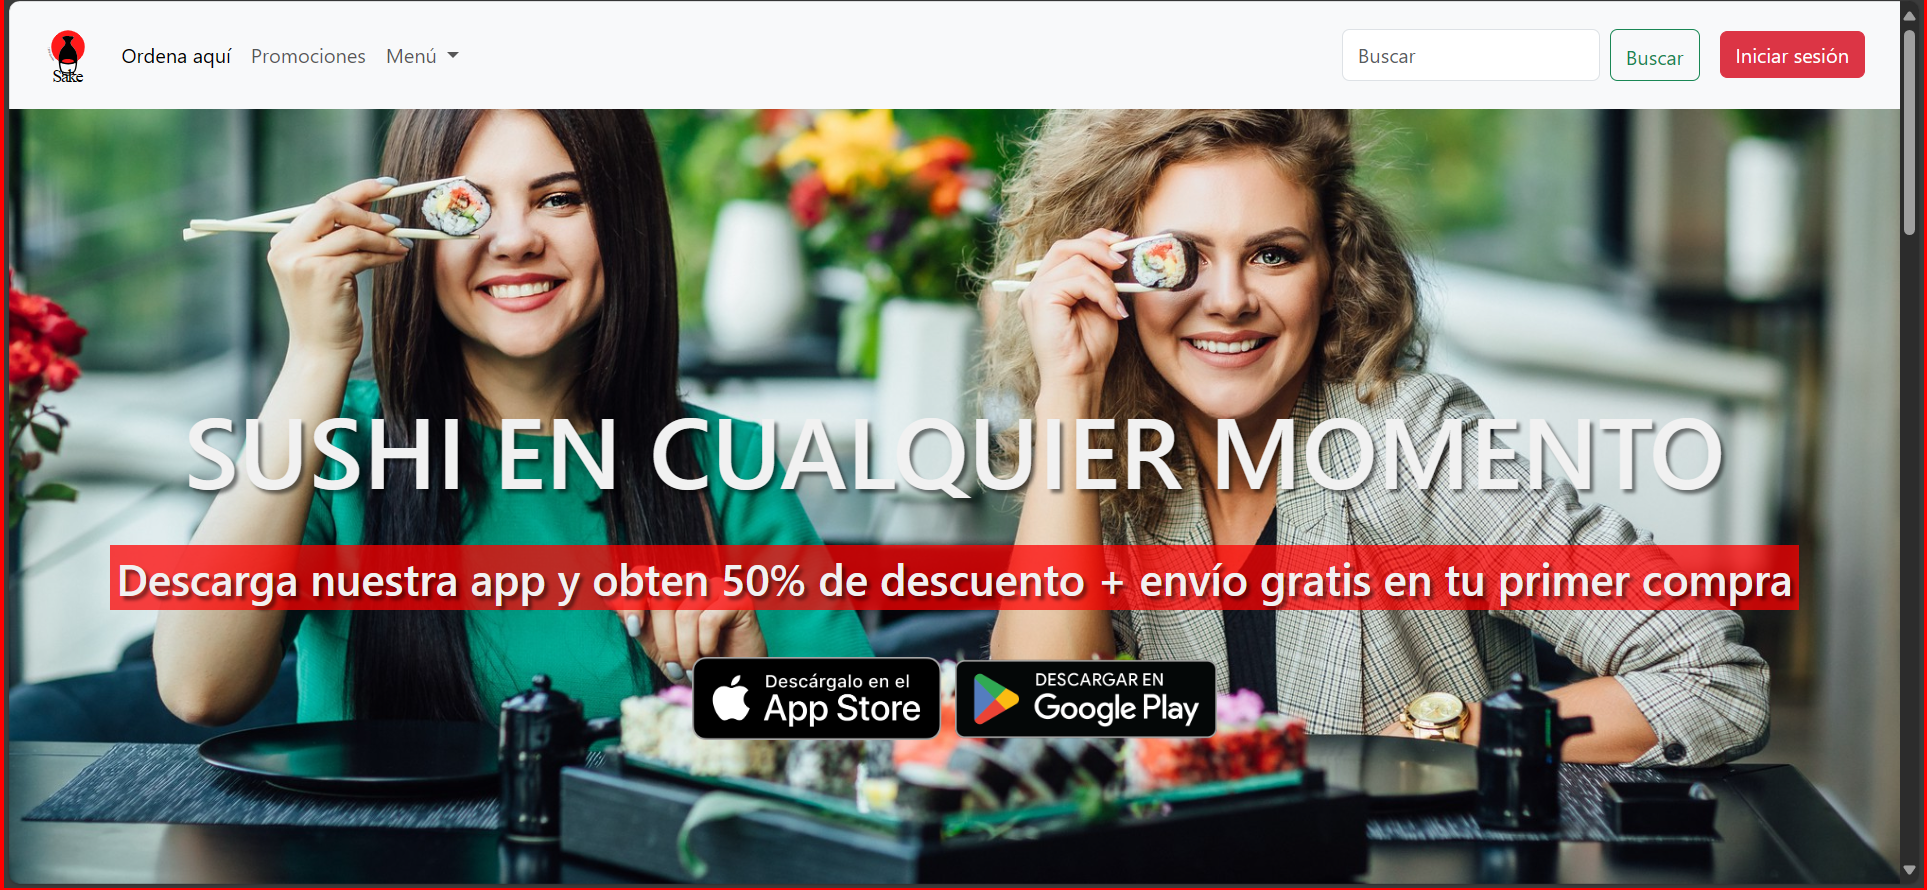 Sake
Ordena aquí Promociones Menú
Buscar Buscar Iniciar sesión
SUSHI EN CUALQUIER MOMENTO
Descarga nuestra app y obten 50% de descuento + envío gratis en tu primer compra
Descárgalo en el
App Store
DESCARGAR EN
Google Play